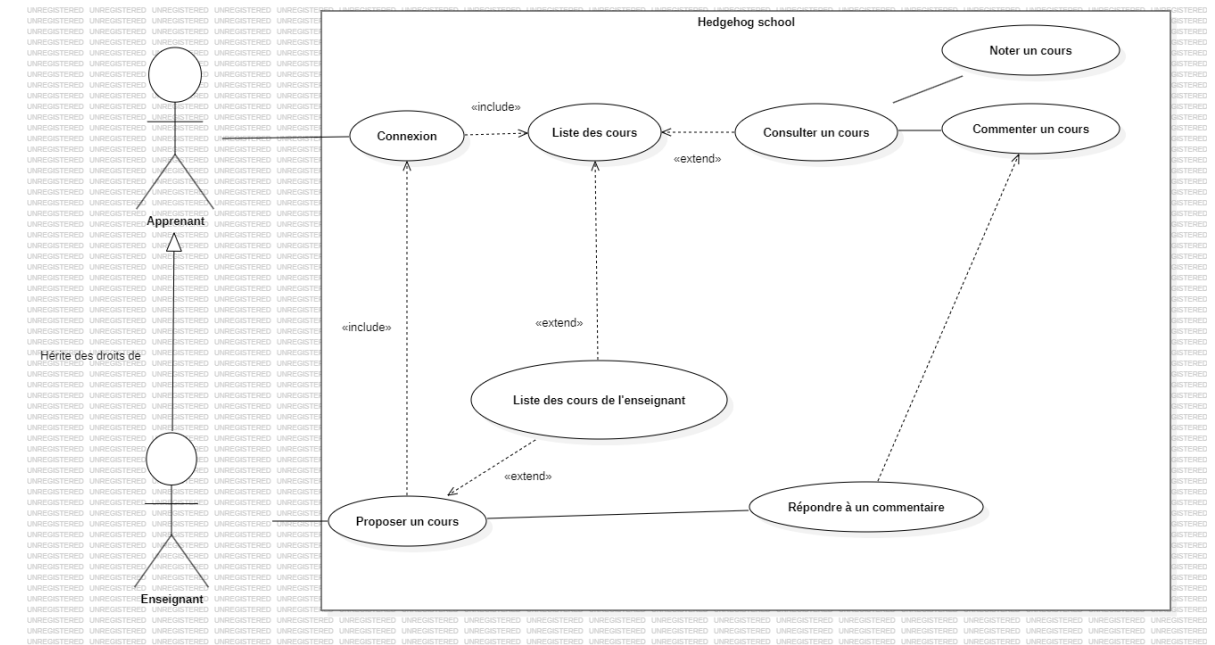 Hedgehog school
Noter un cours
«include»
Connexion
Liste des cours
Consulter un cours
Commenter un cours
«extend»
Apprenant
«include»
«extend»
Hérite des droits de
Liste des cours de l'enseignant
«extend»
Proposer un cours
Répondre à un commentaire
Enseignant
UNREGISTERED